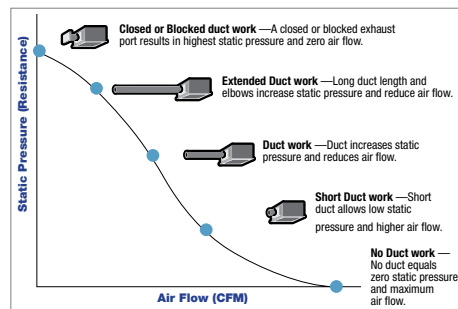 Static Pressure (Resistance)
Closed or Blocked duct work —A closed or blocked exhaust
port results in highest static pressure and zero air flow.
Extended Duct work —Long duct length and
elbows increase static pressure and reduce air flow.
Duct work —Duct increases static
pressure and reduces air flow.
Short Duct work —Short
duct allows low static
pressure and higher air flow.
No Duct work —
No duct equals
zero static pressure
and maximum
air flow.
Air Flow (CFM)